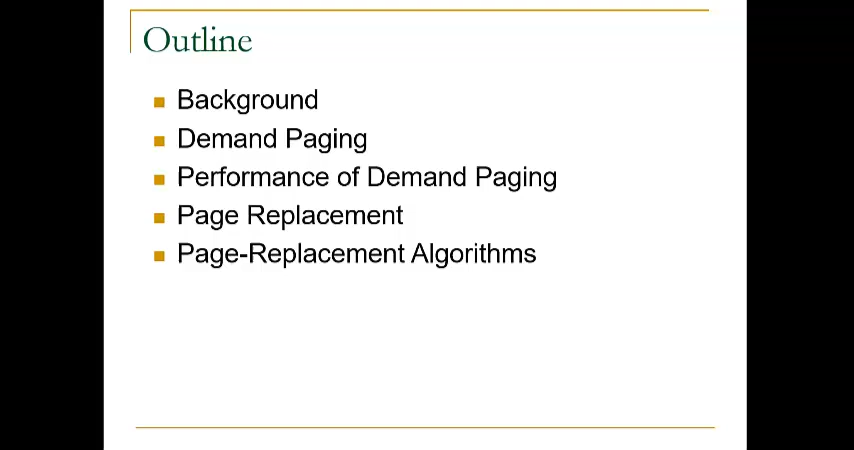 Outline
Background
Demand Paging
Performance of Demand Paging
Page Replacement
Page-Replacement Algorithms